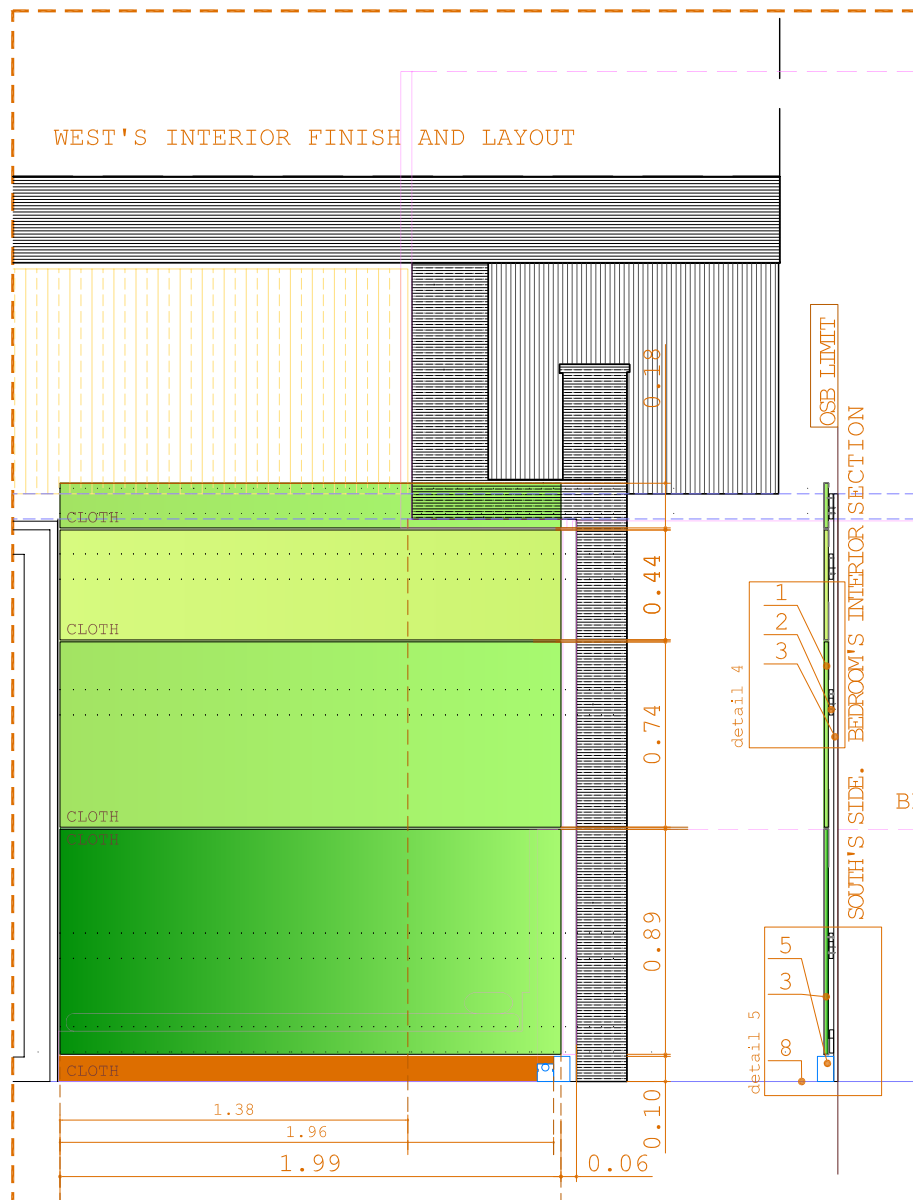 WEST'S INTERIOR FINISH AND LAYOUT
OSB LIMIT
0.18
SOUTH'S SIDE. BEDROOM'S INTERIOR SECTION
CLOTH
0.44
CLOTH
1
2
3
detail 4
0.74
CLOTH
CLOTH
0.89
5
3
8
detail 5
CLOTH
0.10
1.38
1.96
1.99
0.06